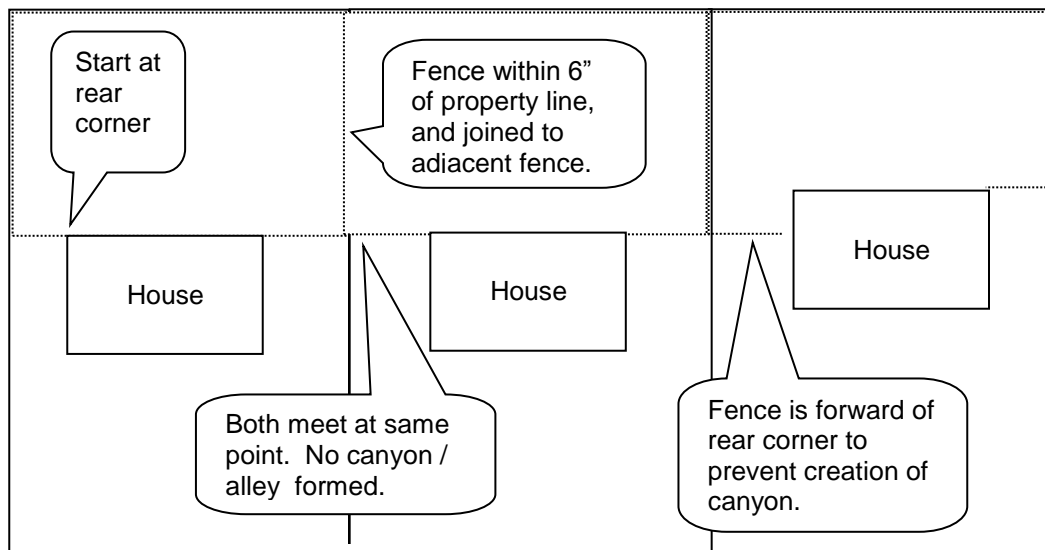 Start at
rear
corner
Fence within 6”
of property line,
and joined to
adjacent fence.
House
House
House
Both meet at same
point.  No canyon /
alley  formed.
Fence is forward of
rear corner to
prevent creation of
canyon.